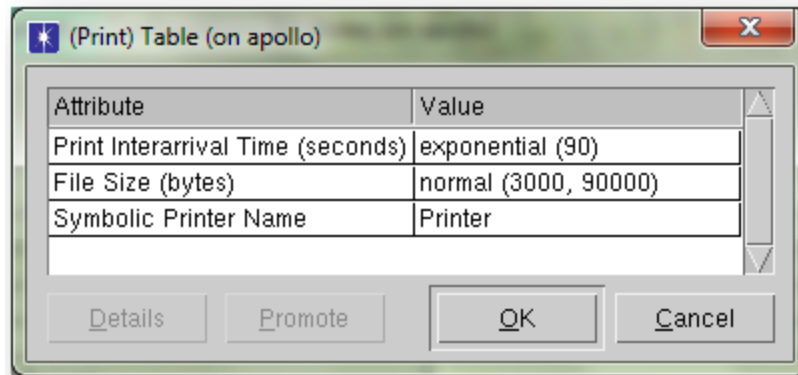 (Print) Table (on apollo)
Attribute Value
Print Interarrival Time (seconds) exponential (90)
File Size (bytes) normal (3000, 90000)
Symbolic Printer Name Printer
Details Promote OK Cancel